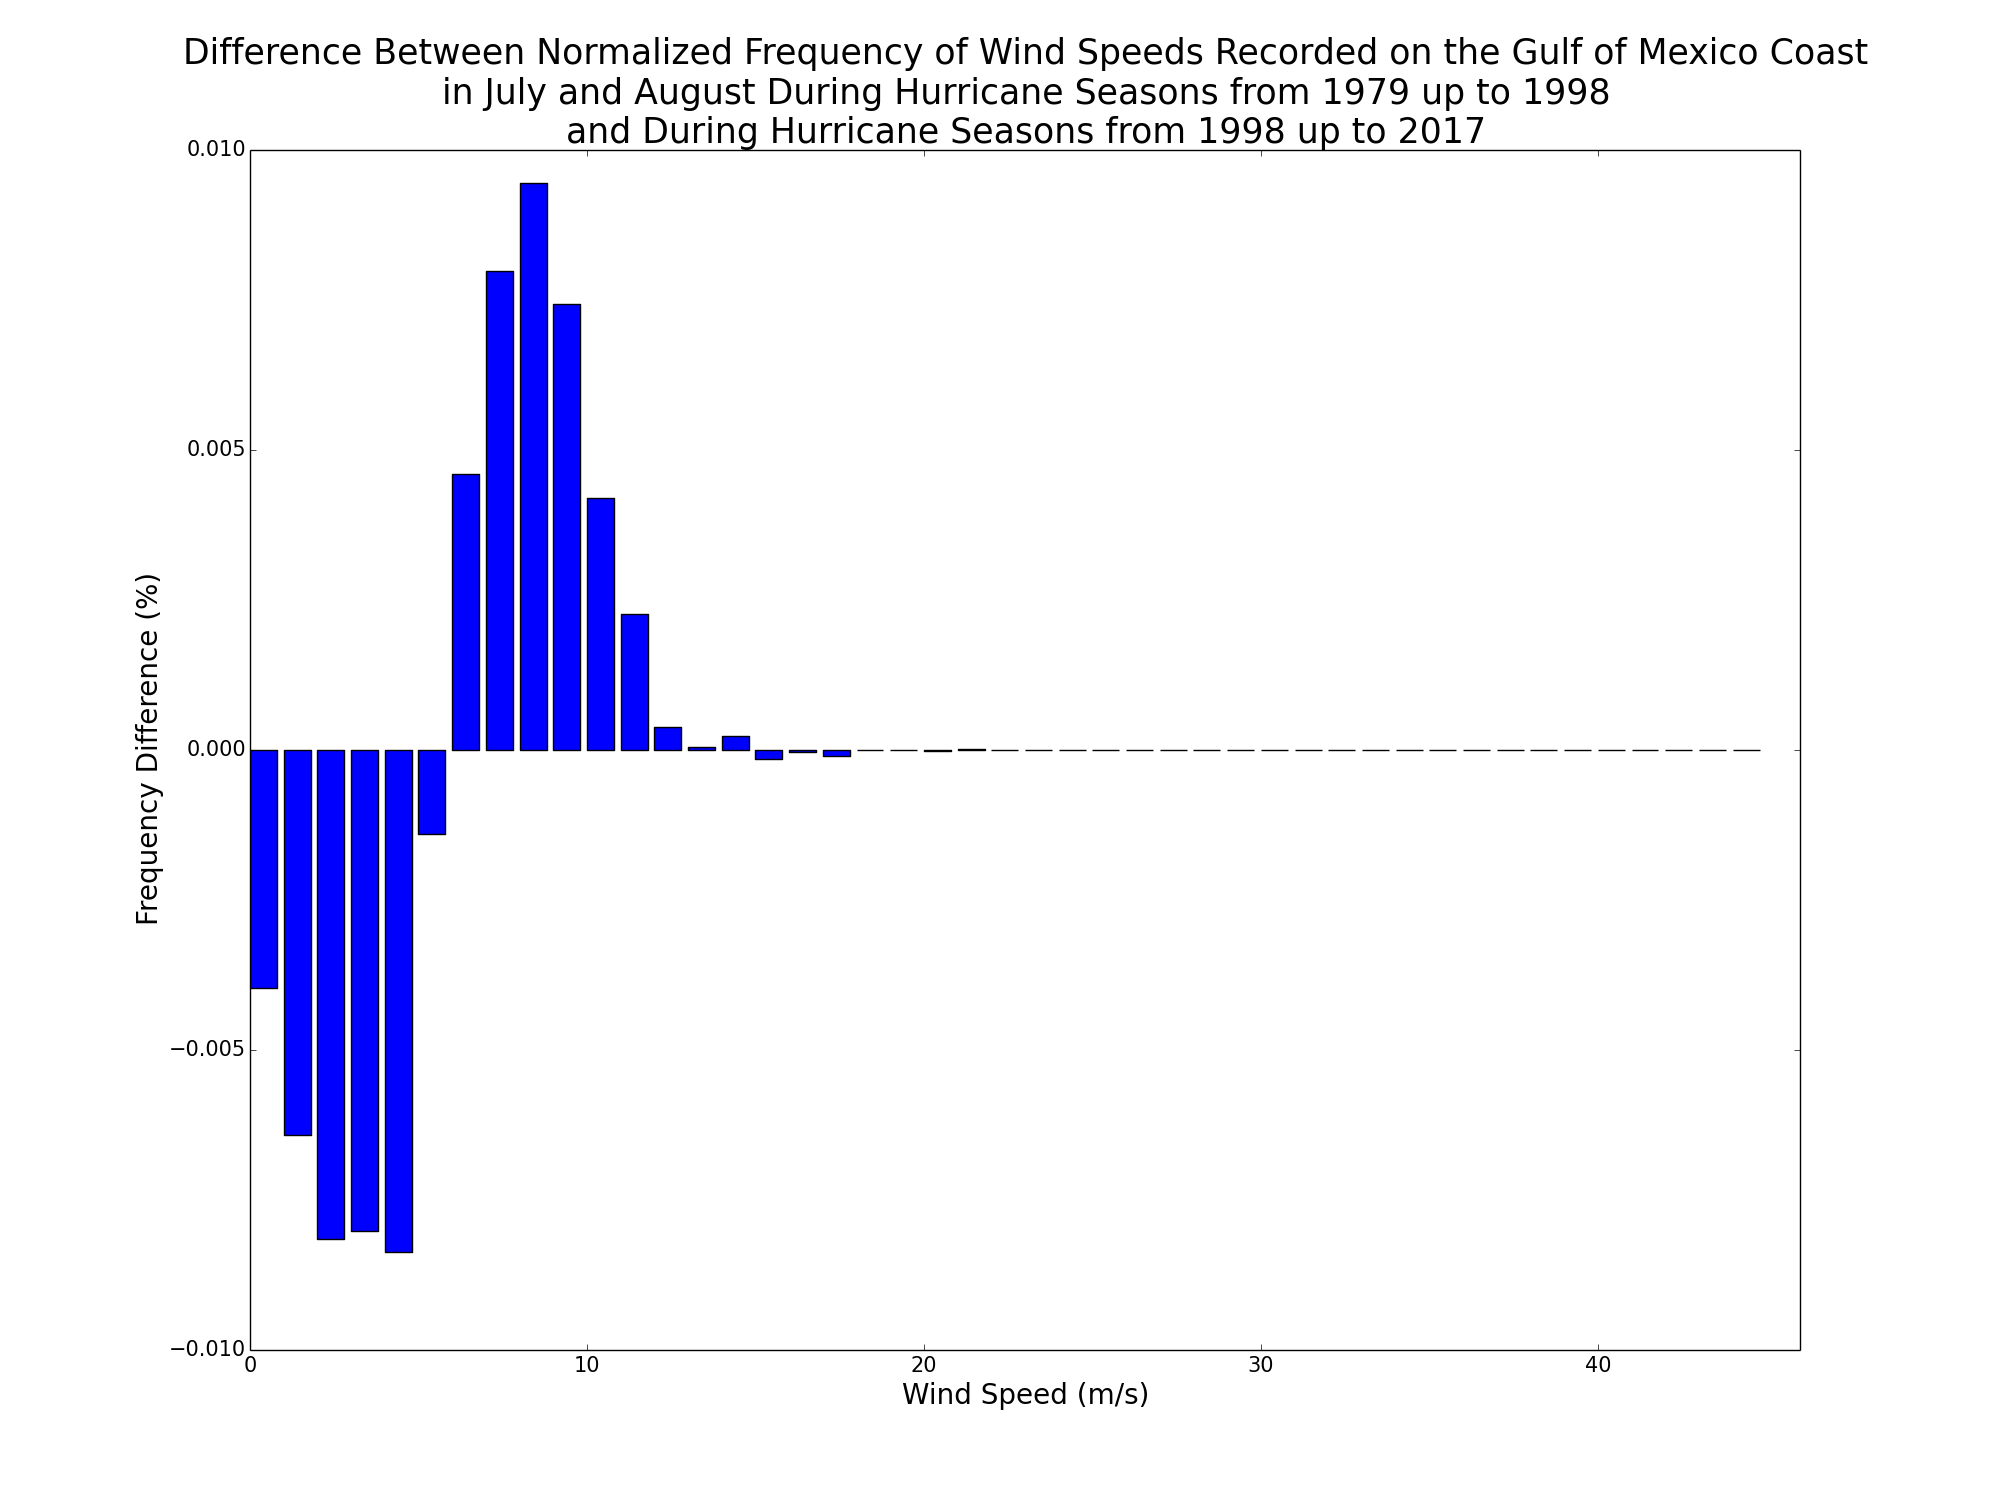 Difference Between Normalized Frequency of Wind Speeds Recorded on the Gulf of Mexico Coast
in July and August During Hurricane Seasons from 1979 up to 1998
and During Hurricane Seasons from 1998 up to 2017
0.010
0.005
0.000
−0.005
−0.010
Frequency Difference (%)
0 10 20 30 40
Wind Speed (m/s)